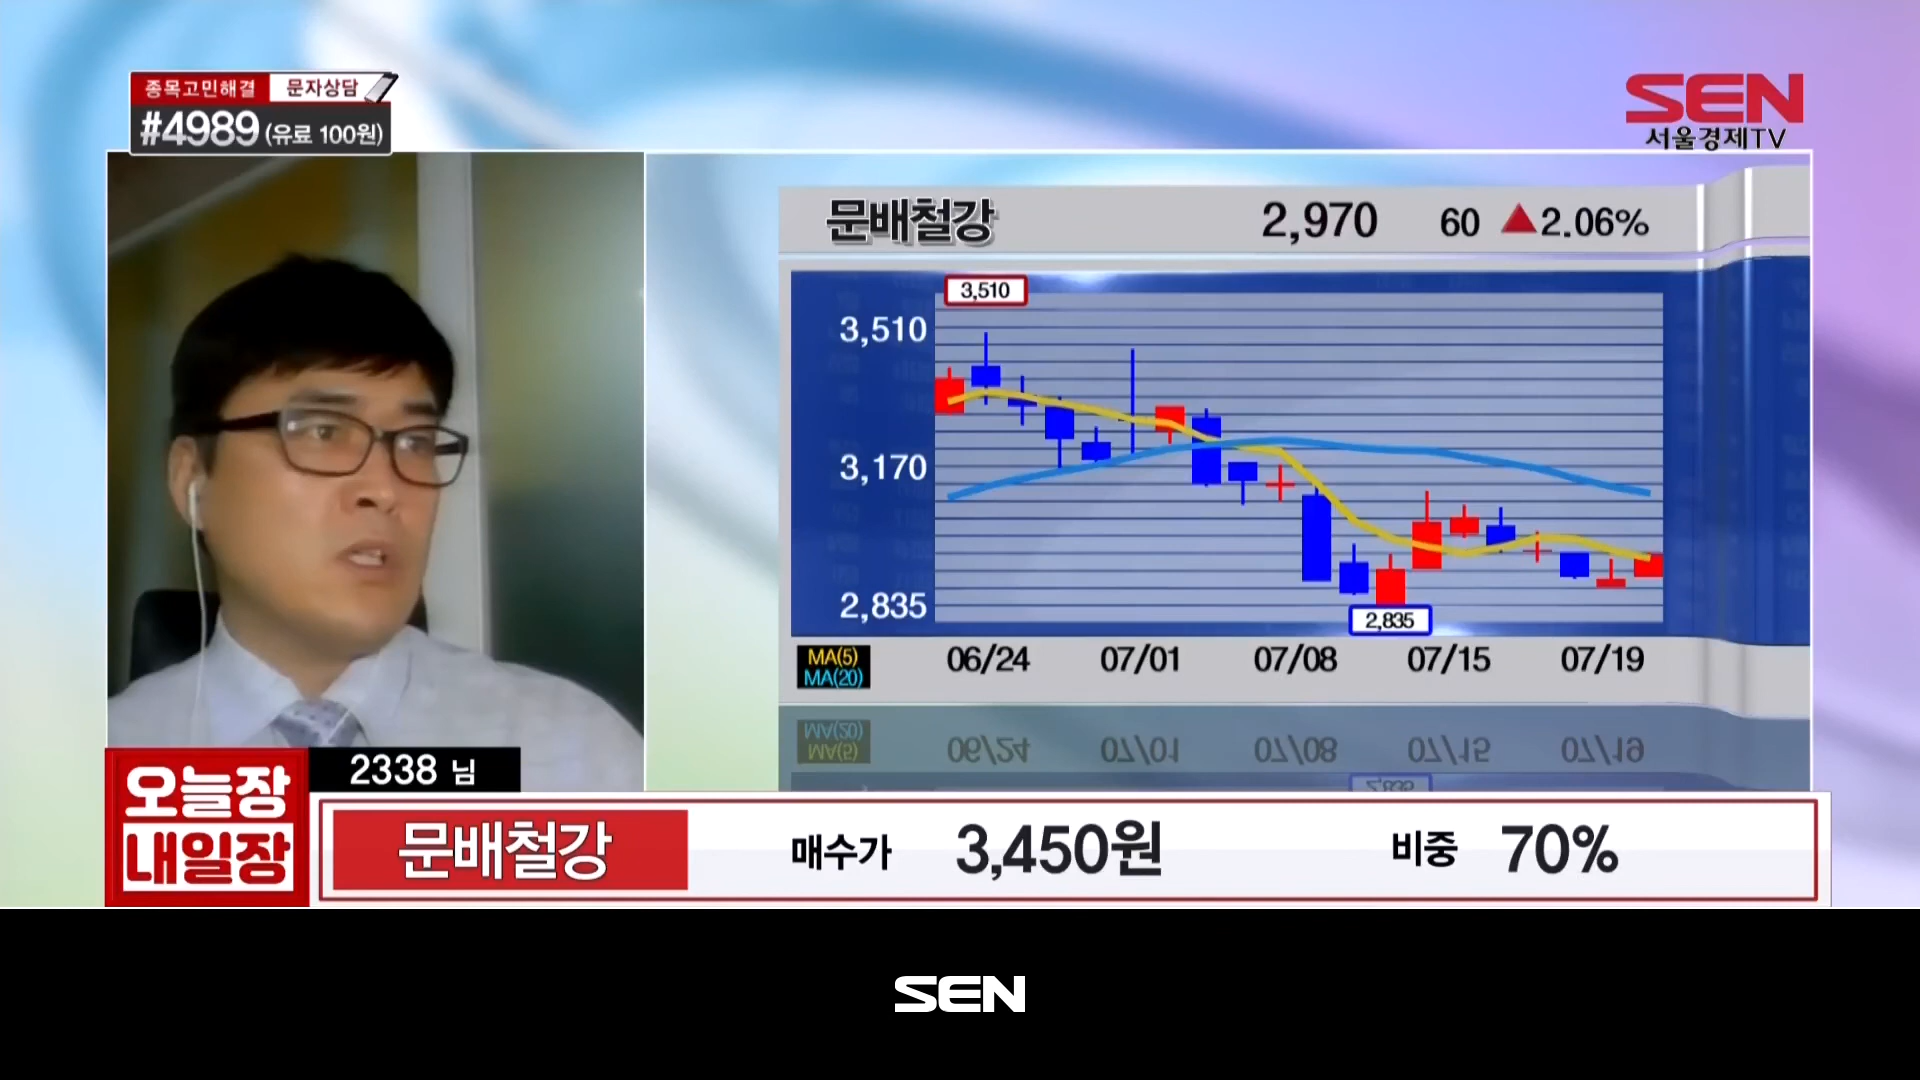 종목고민해결 문자상담
#4989 (유료 100원)
SEN
서울경제TV
문배철강 2,970 60 ▲2.06%
3,510
3,510
3,170
2,835
2,835
MA(5)
MA(20)
06/24 07/01 07/08 07/15 07/19
2338 님
오늘장
내일장
문배철강 매수가 3,450원 비중 70%
SEN